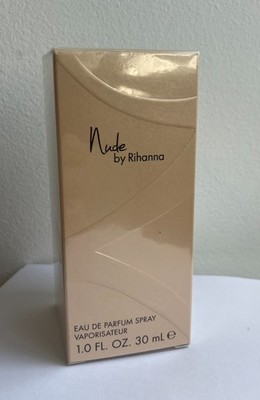 Nude
by Rihanna
EAU DE PARFUM SPRAY
VAPORISATEUR
1.0 FL. OZ. 30 mL ℮